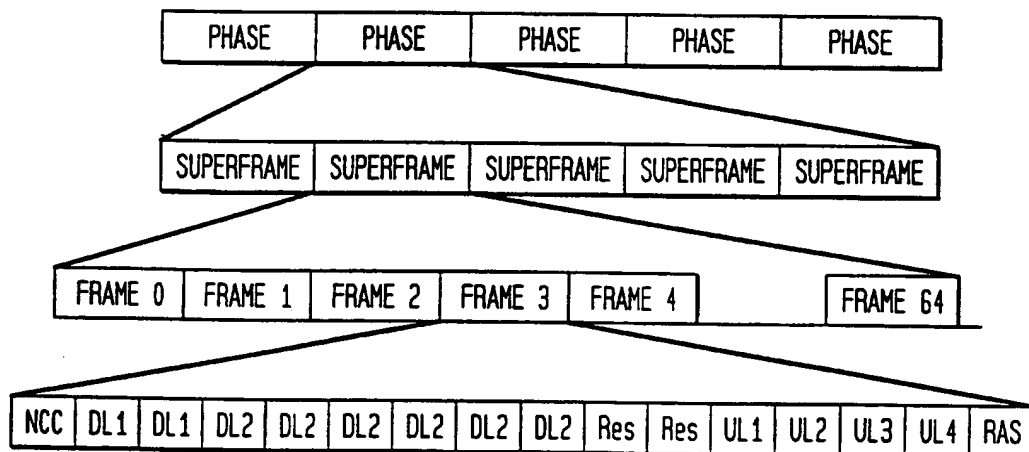 PHASE PHASE PHASE PHASE PHASE
SUPERFRAME SUPERFRAME SUPERFRAME SUPERFRAME SUPERFRAME
FRAME 0 FRAME 1 FRAME 2 FRAME 3 FRAME 4 FRAME 64
NCC DL1 DL1 DL2 DL2 DL2 DL2 DL2 DL2 Res Res UL1 UL2 UL3 UL4 RAS